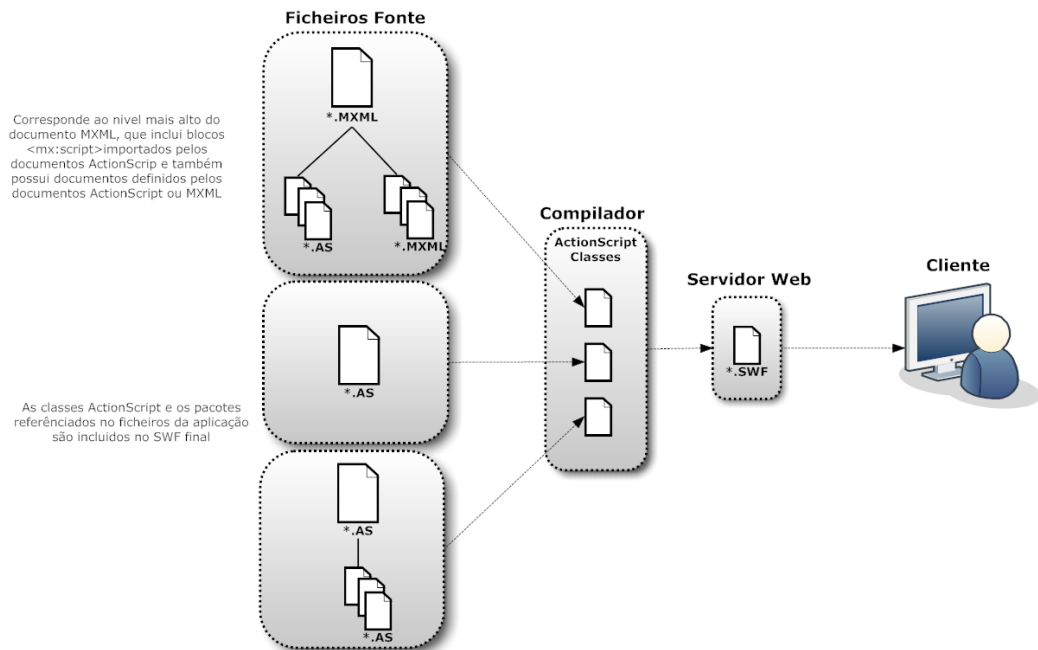 Ficheiros Fonte
*.MXML
*.AS
*.MXML
Corresponde ao nivel mais alto do
documento MXML, que inclui blocos
<mx:script>importados pelos
documentos ActionScrip e também
possui documentos definidos pelos
documentos ActionScript ou MXML
*.AS
As classes ActionScript e os pacotes
referênciados no ficheiros da aplicação
são incluidos no SWF final
*.AS
*.AS
Compilador
ActionScript
Classes
Servidor Web
*.SWF
Cliente